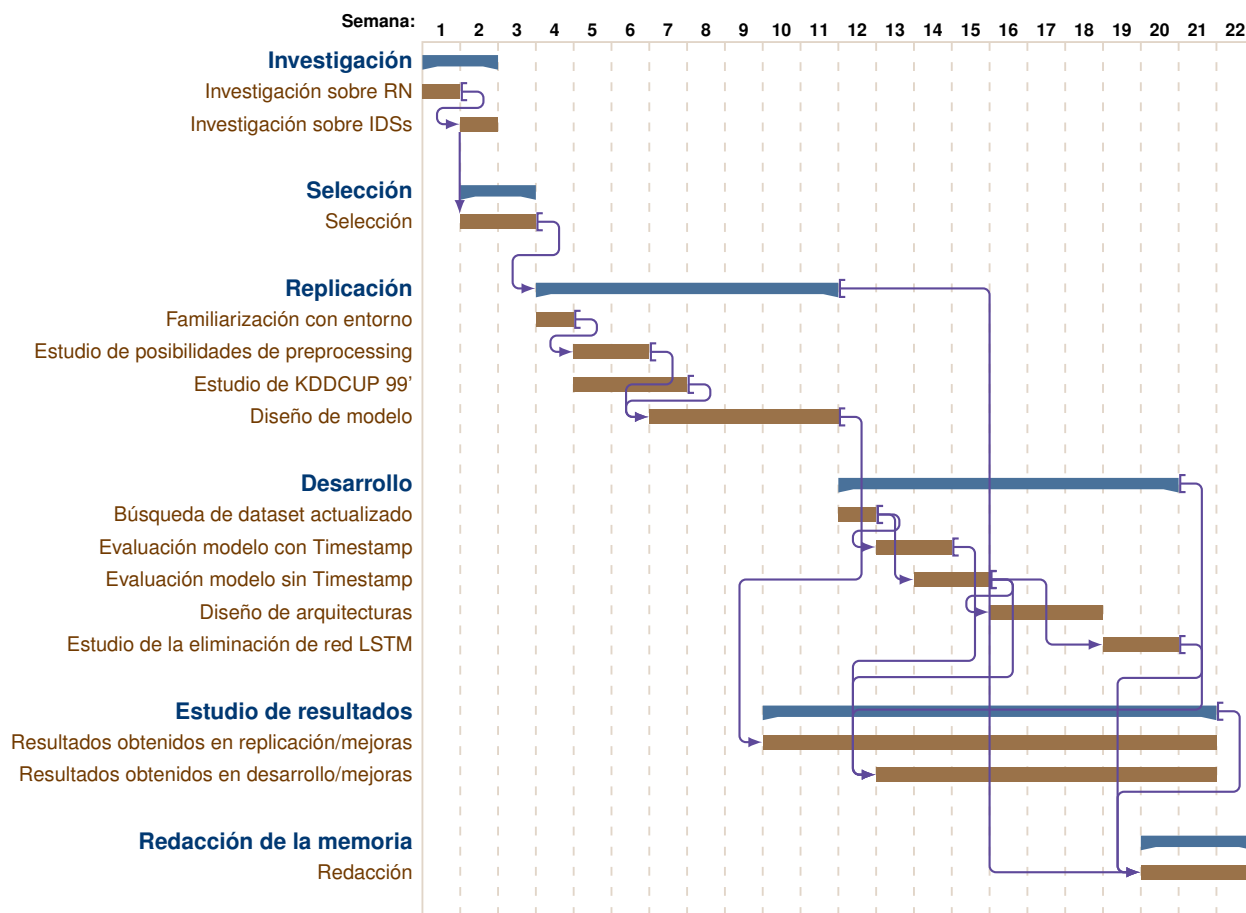 Semana:
1 2 3 4 5 6 7 8 9 10 11 12 13 14 15 16 17 18 19 20 21 22
Investigación
Investigación sobre RN
Investigación sobre IDSs
Selección
Selección
Replicación
Familiarización con entorno
Estudio de posibilidades de preprocessing
Estudio de KDDCUP 99'
Diseño de modelo
Desarrollo
Búsqueda de dataset actualizado
Evaluación modelo con Timestamp
Evaluación modelo sin Timestamp
Diseño de arquitecturas
Estudio de la eliminación de red LSTM
Estudio de resultados
Resultados obtenidos en replicación/mejoras
Resultados obtenidos en desarrollo/mejoras
Redacción de la memoria
Redacción